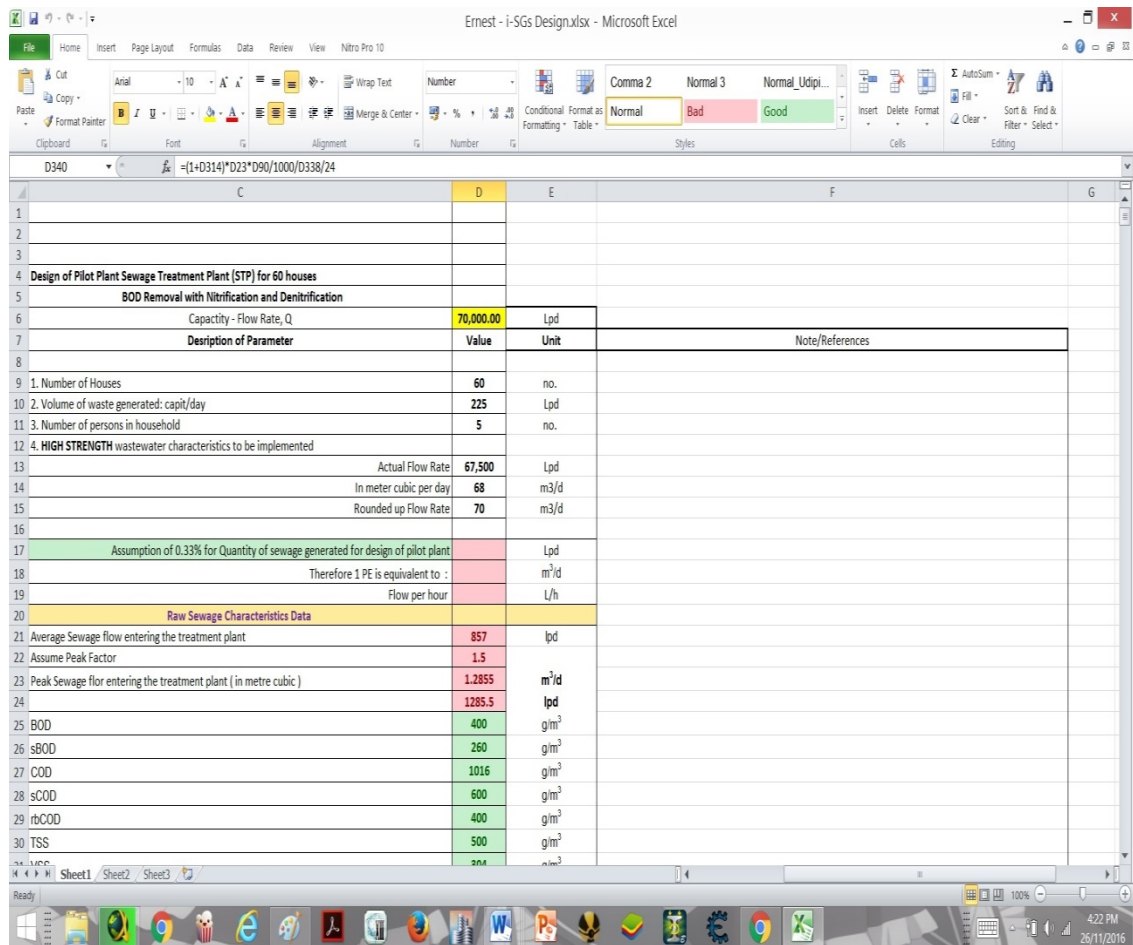 Ernest - i-SGs Design.xlsx - Microsoft Excel
File Home Insert Page Layout Formulas Data Review View Nitro Pro 10
Cut
Copy
Format Painter
Paste
Clipboard
Arial 10 A A
B I U A
Font
Wrap Text
Merge & Center
Alignment
Number
% ,
Number
Conditional Formatting
Format as Table
Comma 2 Normal 3 Normal_Udipi...
Normal Bad Good
Styles
Insert Delete Format
Cells
Σ AutoSum
Fill
Clear
Sort & Filter
Find & Select
Editing
D340 fx =(1+D314)*D23*D90/1000/D338/24
C D E F G
1
2
3
4 Design of Pilot Plant Sewage Treatment Plant (STP) for 60 houses
5 BOD Removal with Nitrification and Denitrification
6 Capactity - Flow Rate, Q 70,000.00 Lpd
7 Desription of Parameter Value Unit Note/References
8
9 1. Number of Houses 60 no.
10 2. Volume of waste generated: capit/day 225 Lpd
11 3. Number of persons in household 5 no.
12 4. HIGH STRENGTH wastewater characteristics to be implemented
13 Actual Flow Rate 67,500 Lpd
14 In meter cubic per day 68 m3/d
15 Rounded up Flow Rate 70 m3/d
16
17 Assumption of 0.33% for Quantity of sewage generated for design of pilot plant Lpd
18 Therefore 1 PE is equivalent to : m³/d
19 Flow per hour L/h
20 Raw Sewage Characteristics Data
21 Average Sewage flow entering the treatment plant 857 lpd
22 Assume Peak Factor 1.5
23 Peak Sewage flor entering the treatment plant ( in metre cubic ) 1.2855 m³/d
24 1285.5 lpd
25 BOD 400 g/m³
26 sBOD 260 g/m³
27 COD 1016 g/m³
28 sCOD 600 g/m³
29 rbCOD 400 g/m³
30 TSS 500 g/m³
31 VSS 304 g/m³
Sheet1 Sheet2 Sheet3
Ready 100%
4:22 PM
26/11/2016